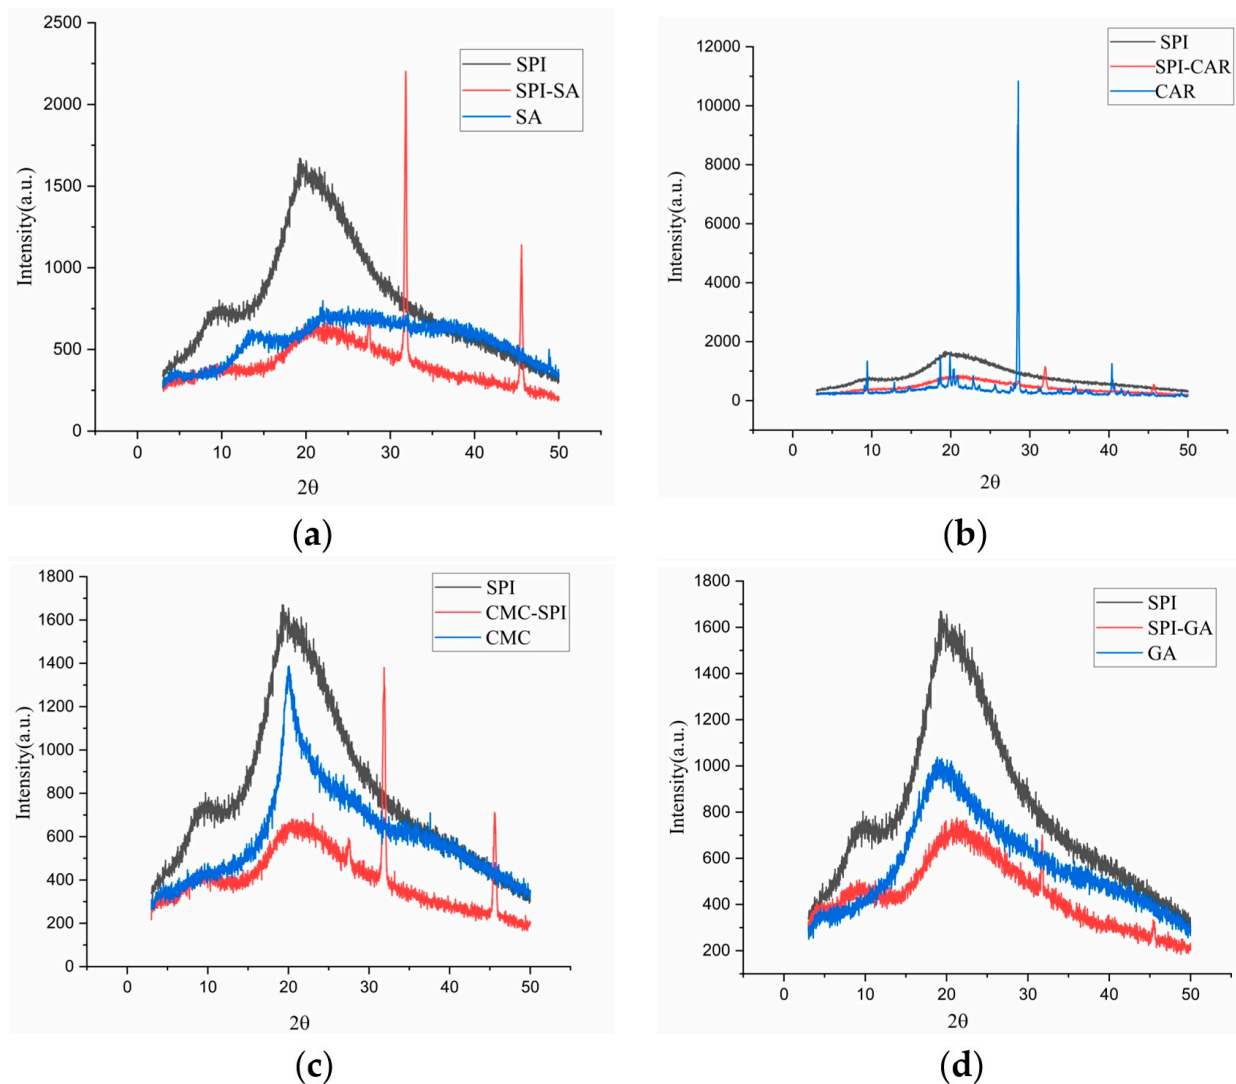 2500
2000
1500
1000
500
0
0 10 20 30 40 50
Intensity(a.u.)
2θ
SPI
SPI-SA
SA
(a)
12000
10000
8000
6000
4000
2000
0
0 10 20 30 40 50
Intensity(a.u.)
2θ
SPI
SPI-CAR
CAR
(b)
1800
1600
1400
1200
1000
800
600
400
200
0
0 10 20 30 40 50
Intensity(a.u.)
2θ
SPI
CMC-SPI
CMC
(c)
1800
1600
1400
1200
1000
800
600
400
200
0 10 20 30 40 50
Intensity(a.u.)
2θ
SPI
SPI-GA
GA
(d)